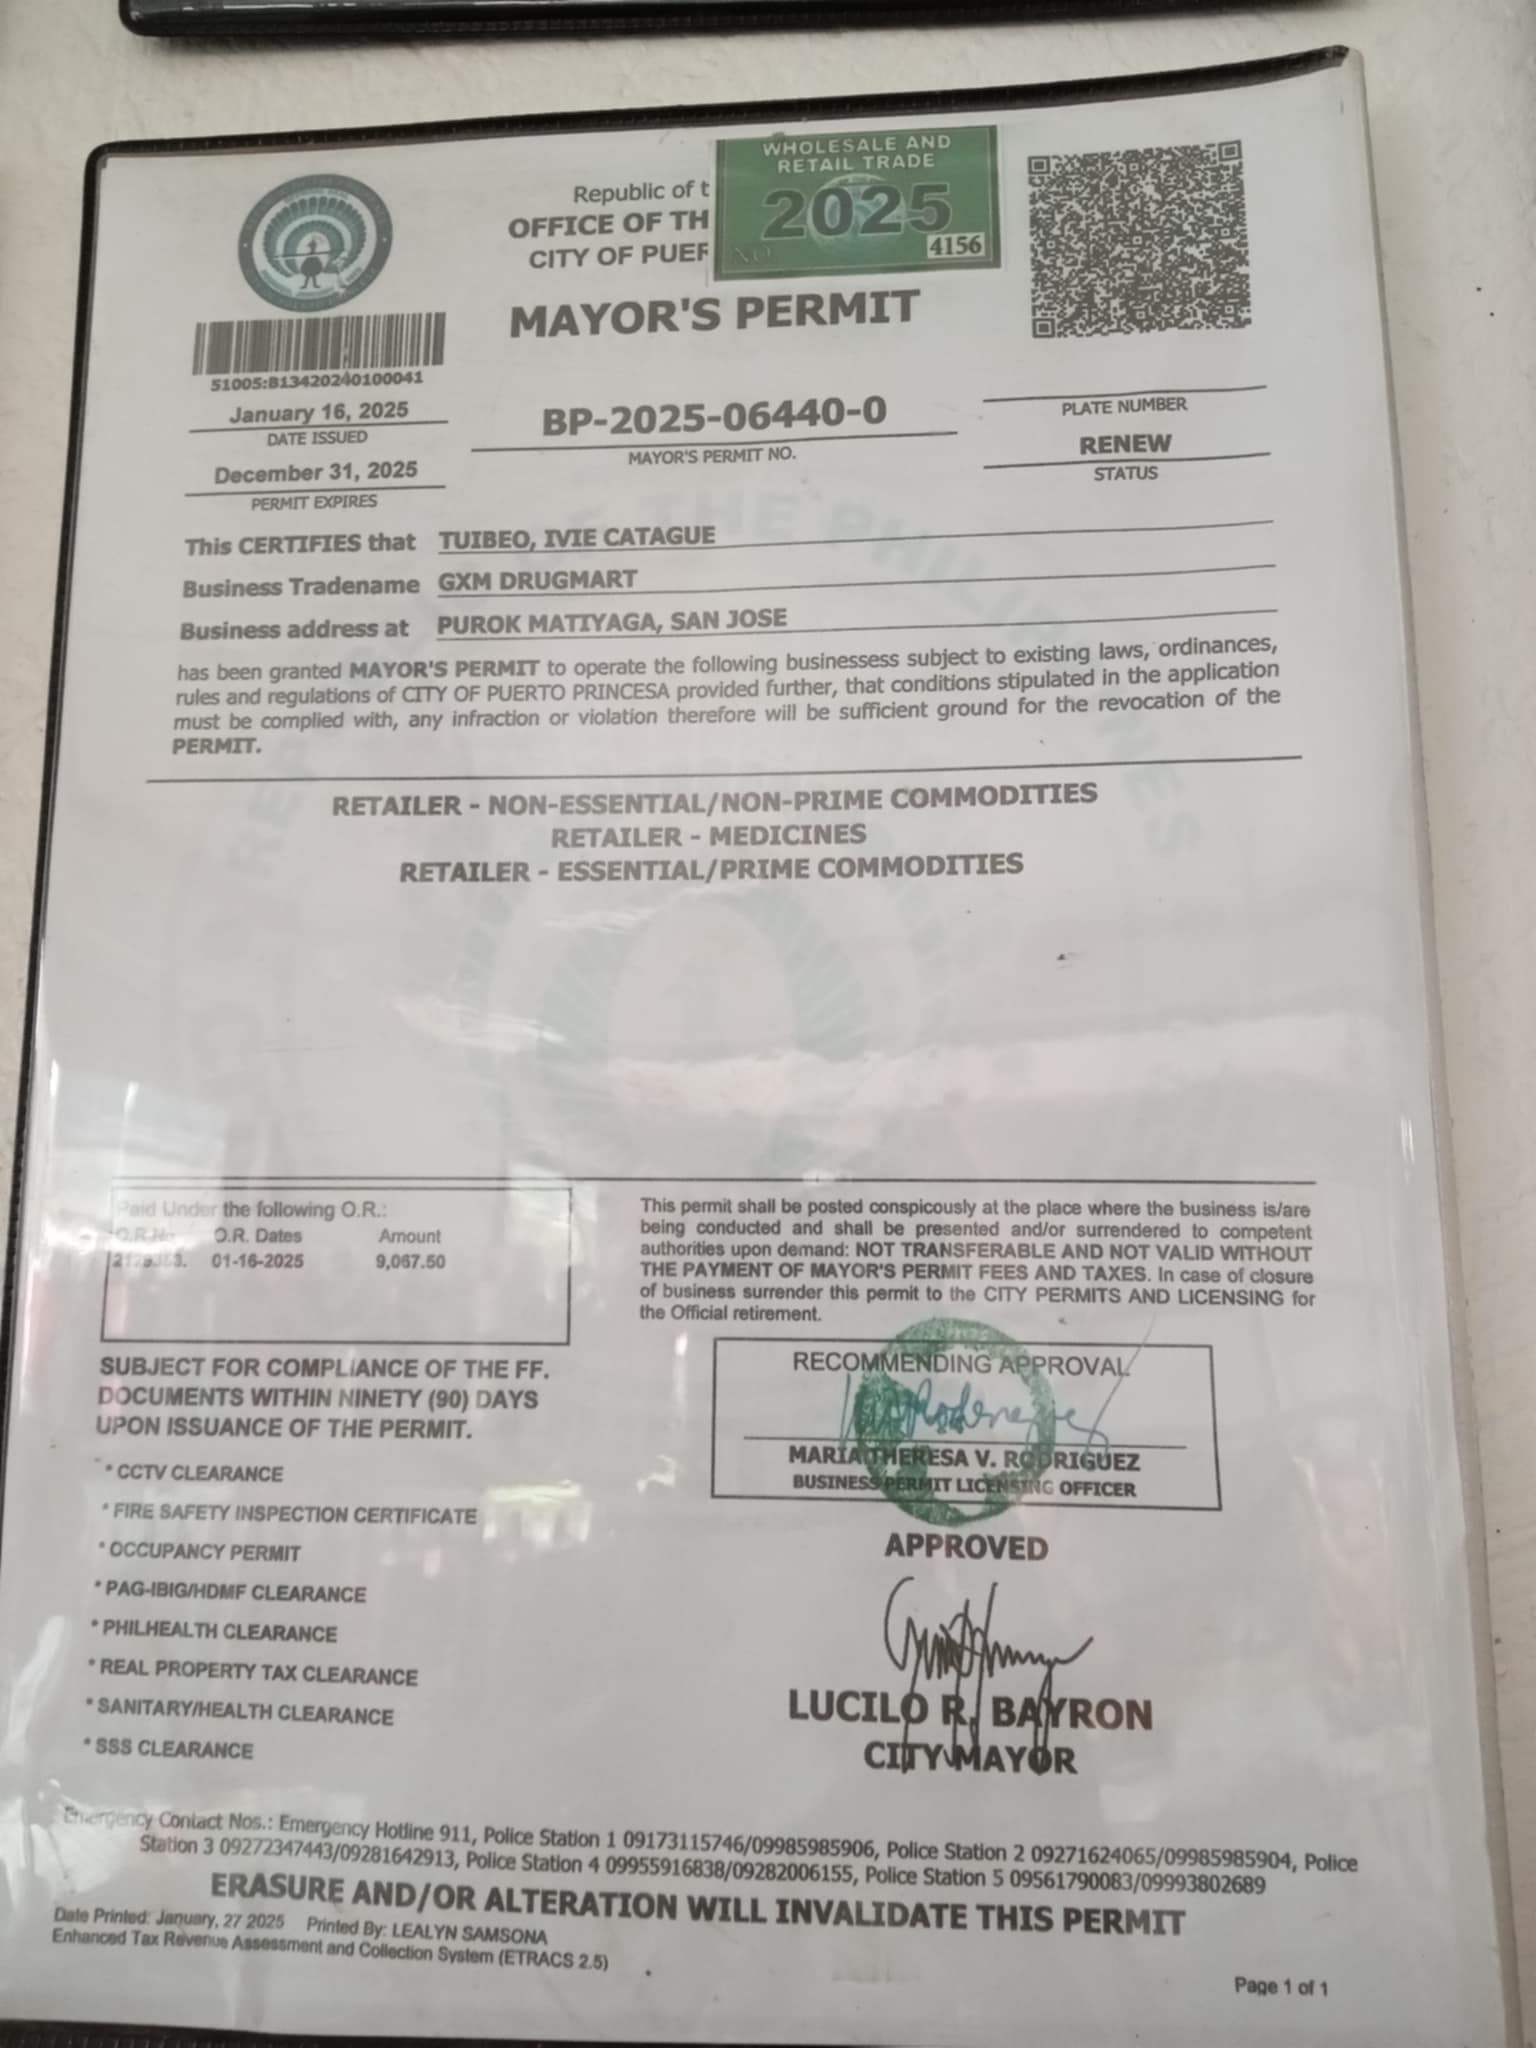 WHOLESALE AND
RETAIL TRADE
2025
NO
4156
Republic of t
OFFICE OF TH
CITY OF PUER
MAYOR'S PERMIT
51005:B13420240100041
January 16, 2025
DATE ISSUED
December 31, 2025
PERMIT EXPIRES
BP-2025-06440-0
MAYOR'S PERMIT NO.
PLATE NUMBER
RENEW
STATUS
This CERTIFIES that TUIBEO, IVIE CATAGUE
Business Tradename GXM DRUGMART
Business address at PUROK MATIYAGA, SAN JOSE
has been granted MAYOR'S PERMIT to operate the following businessess subject to existing laws, ordinances,
rules and regulations of CITY OF PUERTO PRINCESA provided further, that conditions stipulated in the application
must be complied with, any infraction or violation therefore will be sufficient ground for the revocation of the
PERMIT.
RETAILER - NON-ESSENTIAL/NON-PRIME COMMODITIES
RETAILER - MEDICINES
RETAILER - ESSENTIAL/PRIME COMMODITIES
Paid Under the following O.R.:
O.R.No. O.R. Dates Amount
01-16-2025 9,067.50
This permit shall be posted conspicuously at the place where the business is/are
being conducted and shall be presented and/or surrendered to competent
authorities upon demand: NOT TRANSFERABLE AND NOT VALID WITHOUT
THE PAYMENT OF MAYOR'S PERMIT FEES AND TAXES. In case of closure
of business surrender this permit to the CITY PERMITS AND LICENSING for
the Official retirement.
SUBJECT FOR COMPLIANCE OF THE FF.
DOCUMENTS WITHIN NINETY (90) DAYS
UPON ISSUANCE OF THE PERMIT.
* CCTV CLEARANCE
* FIRE SAFETY INSPECTION CERTIFICATE
* OCCUPANCY PERMIT
* PAG-IBIG/HDMF CLEARANCE
* PHILHEALTH CLEARANCE
* REAL PROPERTY TAX CLEARANCE
* SANITARY/HEALTH CLEARANCE
* SSS CLEARANCE
RECOMMENDING APPROVAL
MARIA THERESA V. RODRIGUEZ
BUSINESS PERMIT LICENSING OFFICER
APPROVED
LUCILO R. BAYRON
CITY MAYOR
Emergency Contact Nos.: Emergency Hotline 911, Police Station 1 09173115746/09985985906, Police Station 2 09271624065/09985985904, Police
Station 3 09272347443/09281642913, Police Station 4 09955916838/09282006155, Police Station 5 09561790083/09993802689
ERASURE AND/OR ALTERATION WILL INVALIDATE THIS PERMIT
Date Printed: January, 27 2025 Printed By: LEALYN SAMSONA
Enhanced Tax Revenue Assessment and Collection System (ETRACS 2.5)
Page 1 of 1